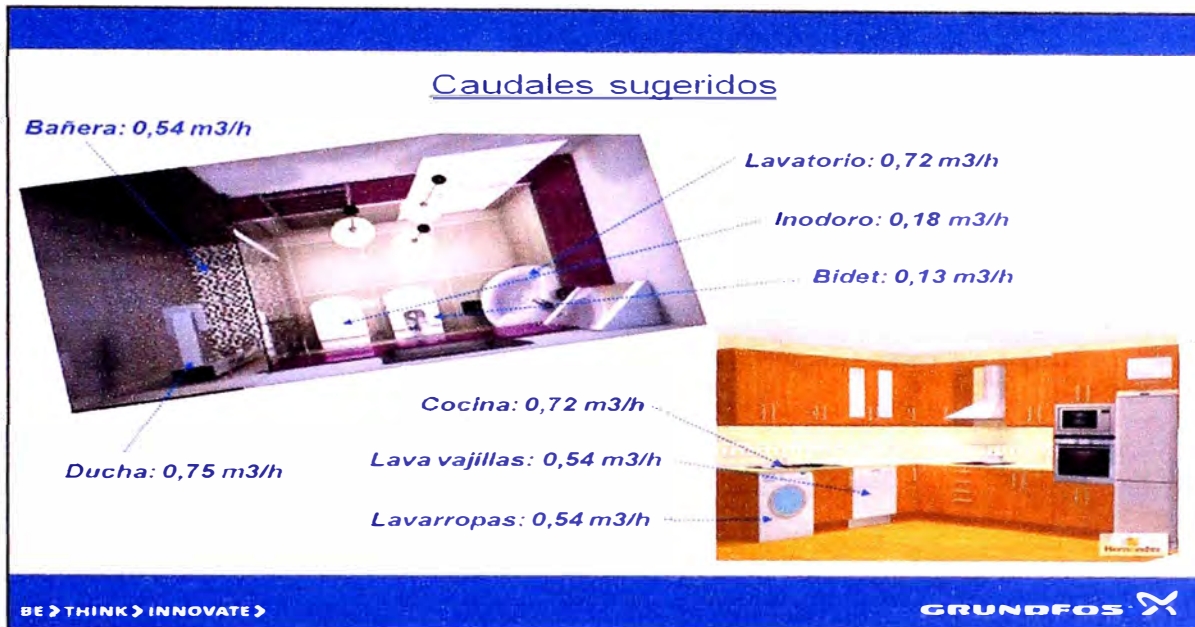 Caudales sugeridos
Bañera: 0,54 m3/h
Lavatorio: 0,72 m3/h
Inodoro: 0,18 m3/h
Bidet: 0,13 m3/h
Ducha: 0,75 m3/h
Cocina: 0,72 m3/h
Lava vajillas: 0,54 m3/h
Lavarropas: 0,54 m3/h
BE > THINK > INNOVATE >
GRUNDFOS